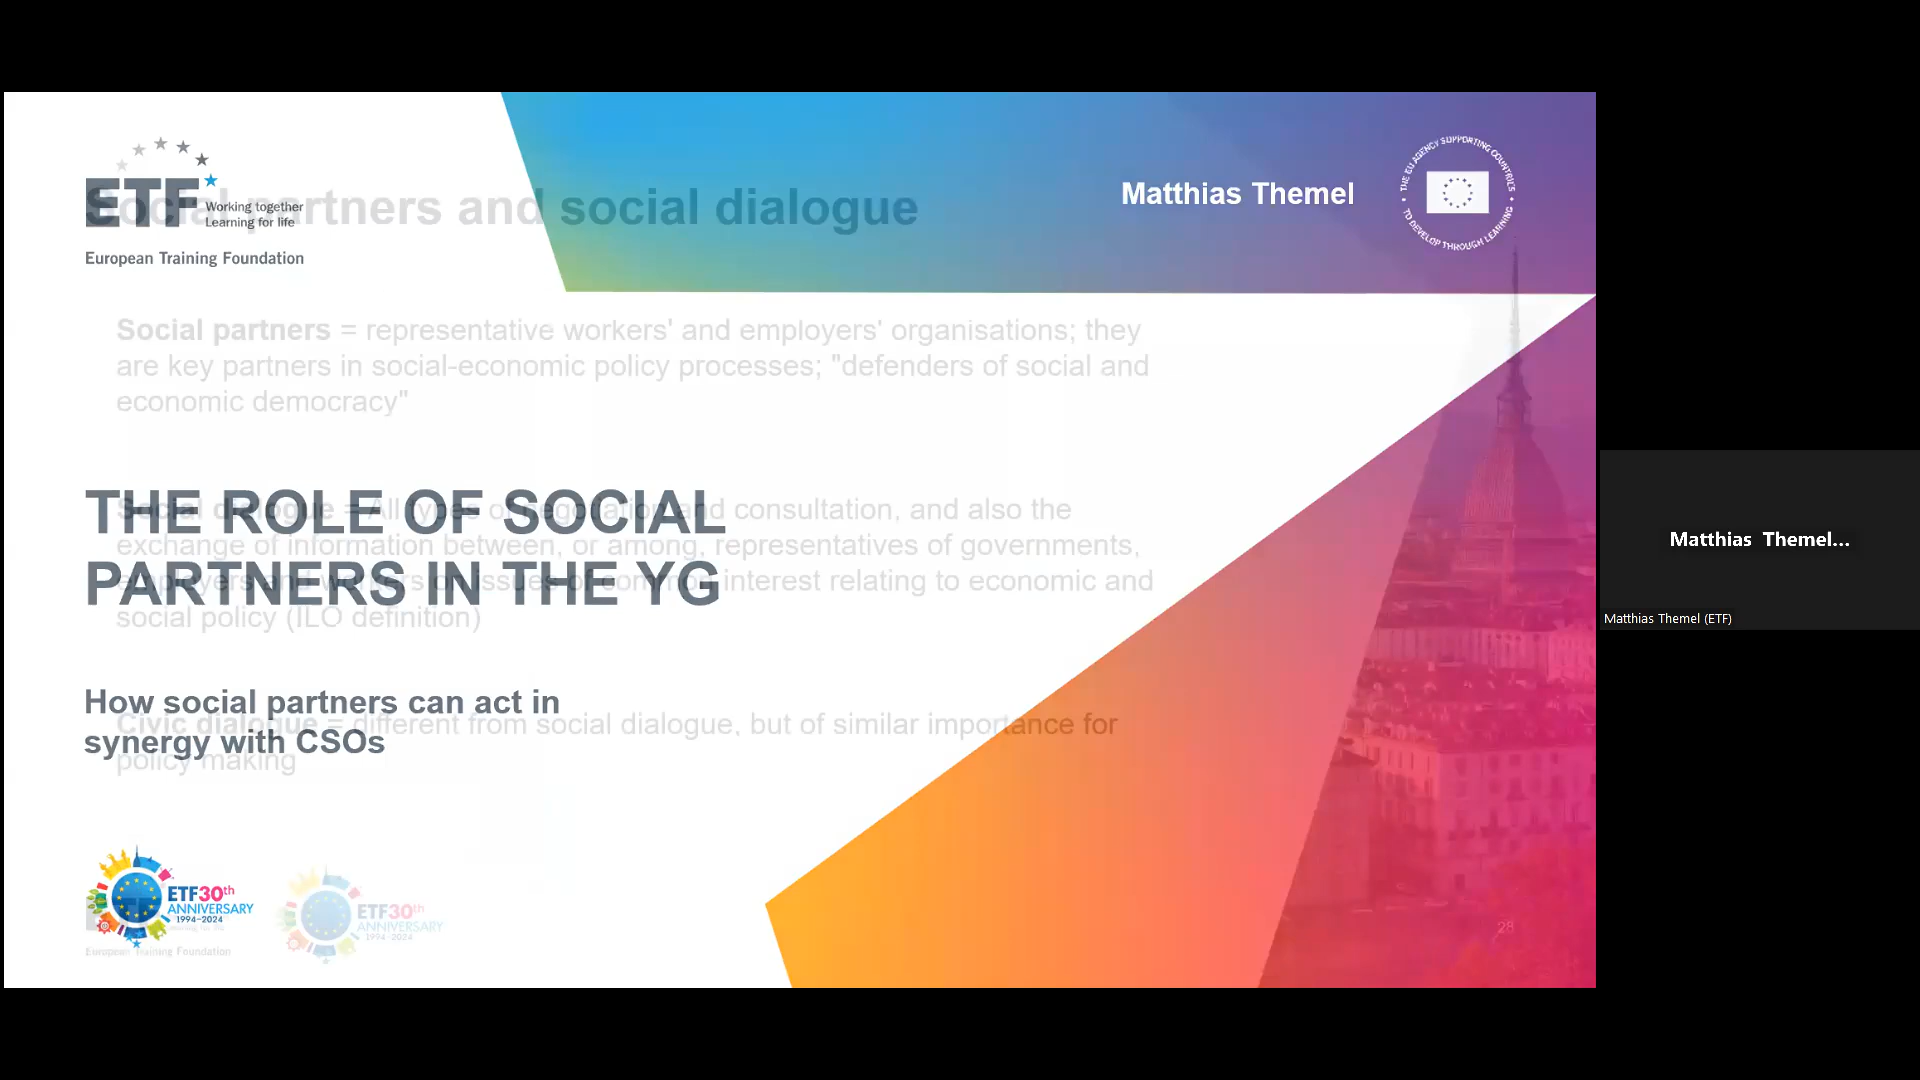 ETF
Working together
Learning for life
European Training Foundation
Social partners and social dialogue
Matthias Themel
THE EU AGENCY SUPPORTING COUNTRIES
TO DEVELOP THROUGH LEARNING
Social partners = representative workers' and employers' organisations; they
are key partners in social-economic policy processes; "defenders of social and
economic democracy"
THE ROLE OF SOCIAL
PARTNERS IN THE YG
Social dialogue = All types of negotiation and consultation, and also the
exchange of information between, or among, representatives of governments,
employers and workers on issues of common interest relating to economic and
social policy (ILO definition)
How social partners can act in
synergy with CSOs
Civic dialogue = different from social dialogue, but of similar importance for
policy making
ETF30th
ANNIVERSARY
1994-2024
European Training Foundation
ETF30th
ANNIVERSARY
1994-2024
28
Matthias Themel...
Matthias Themel (ETF)